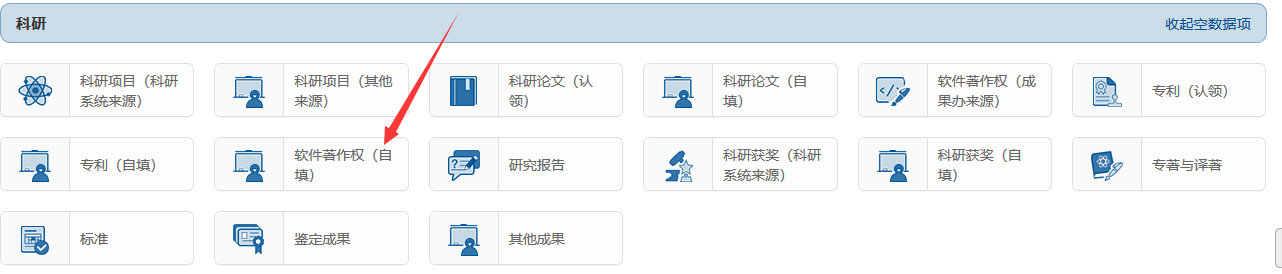 科研
收起空数据项
科研项目（科研
系统来源）
科研项目（其他
来源）
科研论文（认
领）
科研论文（自
填）
软件著作权（成
果办来源）
专利（认领）
专利（自填）
软件著作权（自
填）
研究报告
科研获奖（科研
系统来源）
科研获奖（自
填）
专著与译著
标准
鉴定成果
其他成果